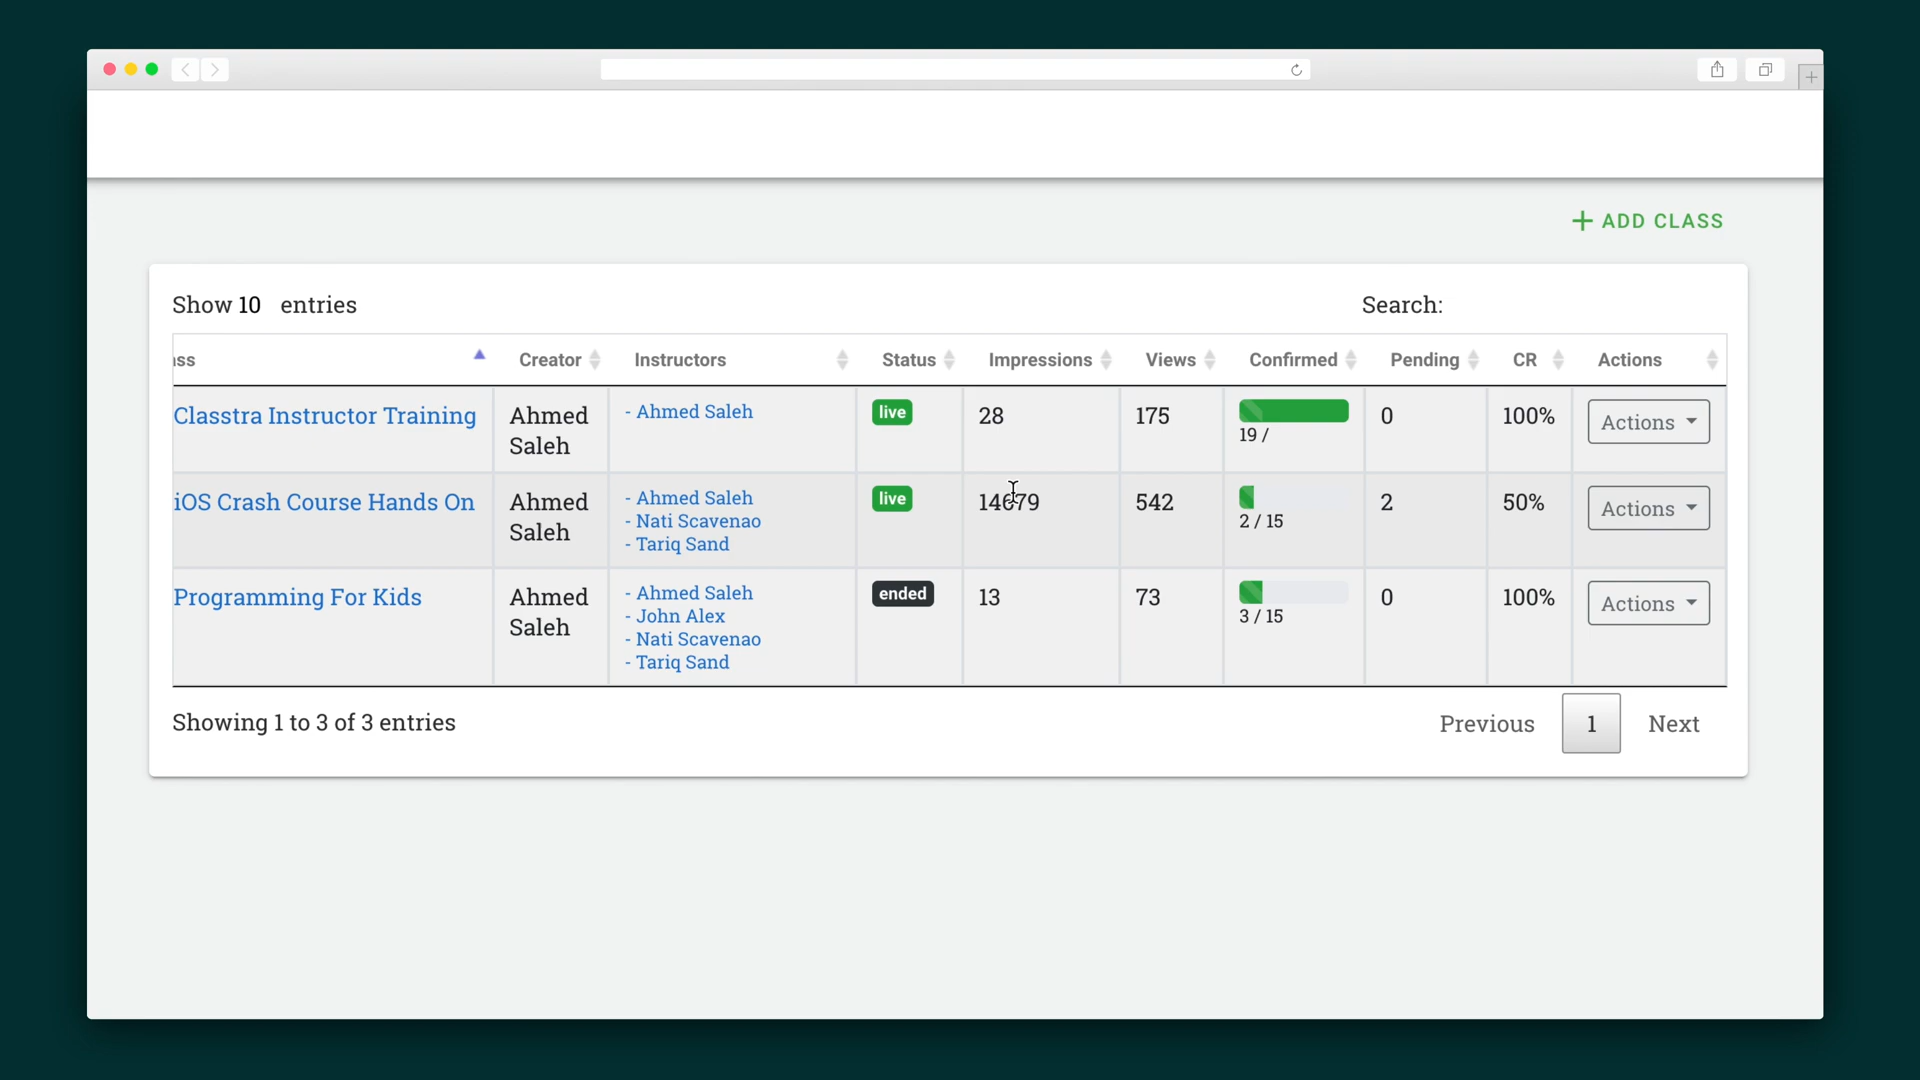 + ADD CLASS
Show 10 entries
Search:
ass
Creator
Instructors
Status
Impressions
Views
Confirmed
Pending
CR
Actions
Classtra Instructor Training
Ahmed
Saleh
- Ahmed Saleh
live
28
175
19 /
0
100%
Actions
iOS Crash Course Hands On
Ahmed
Saleh
- Ahmed Saleh
- Nati Scavenao
- Tariq Sand
live
14679
542
2 / 15
2
50%
Actions
Programming For Kids
Ahmed
Saleh
- Ahmed Saleh
- John Alex
- Nati Scavenao
- Tariq Sand
ended
13
73
3 / 15
0
100%
Actions
Showing 1 to 3 of 3 entries
Previous
1
Next